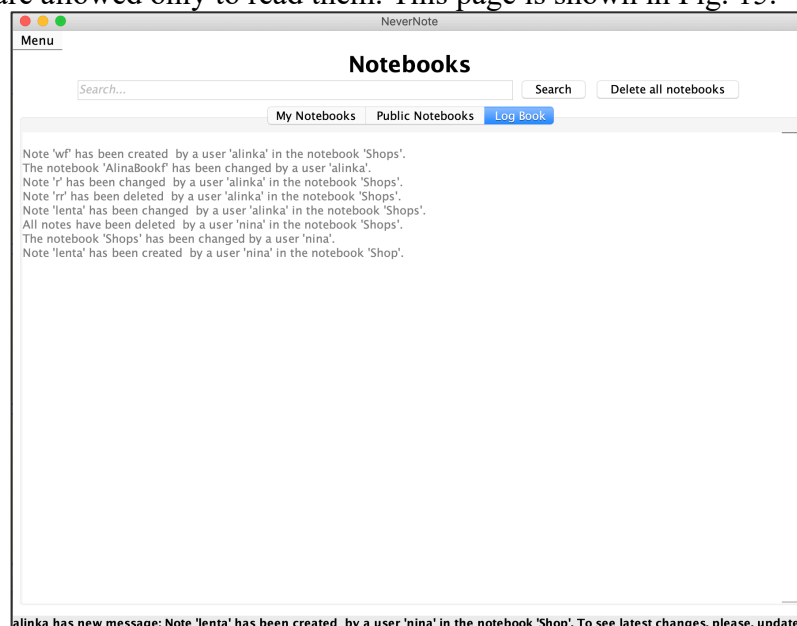 are allowed only to read them. This page is shown in Fig. 15.
NeverNote
Menu
Notebooks
Search...
Search
Delete all notebooks
My Notebooks
Public Notebooks
Log Book
Note 'wf' has been created  by a user 'alinka' in the notebook 'Shops'.
The notebook 'AlinaBookf' has been changed by a user 'alinka'.
Note 'r' has been changed  by a user 'alinka' in the notebook 'Shops'.
Note 'rr' has been deleted  by a user 'alinka' in the notebook 'Shops'.
Note 'lenta' has been changed  by a user 'alinka' in the notebook 'Shops'.
All notes have been deleted  by a user 'nina' in the notebook 'Shops'.
The notebook 'Shops' has been changed by a user 'nina'.
Note 'lenta' has been created  by a user 'nina' in the notebook 'Shop'.
alinka has new message: Note 'lenta' has been created  by a user 'nina' in the notebook 'Shop'. To see latest changes, please, update